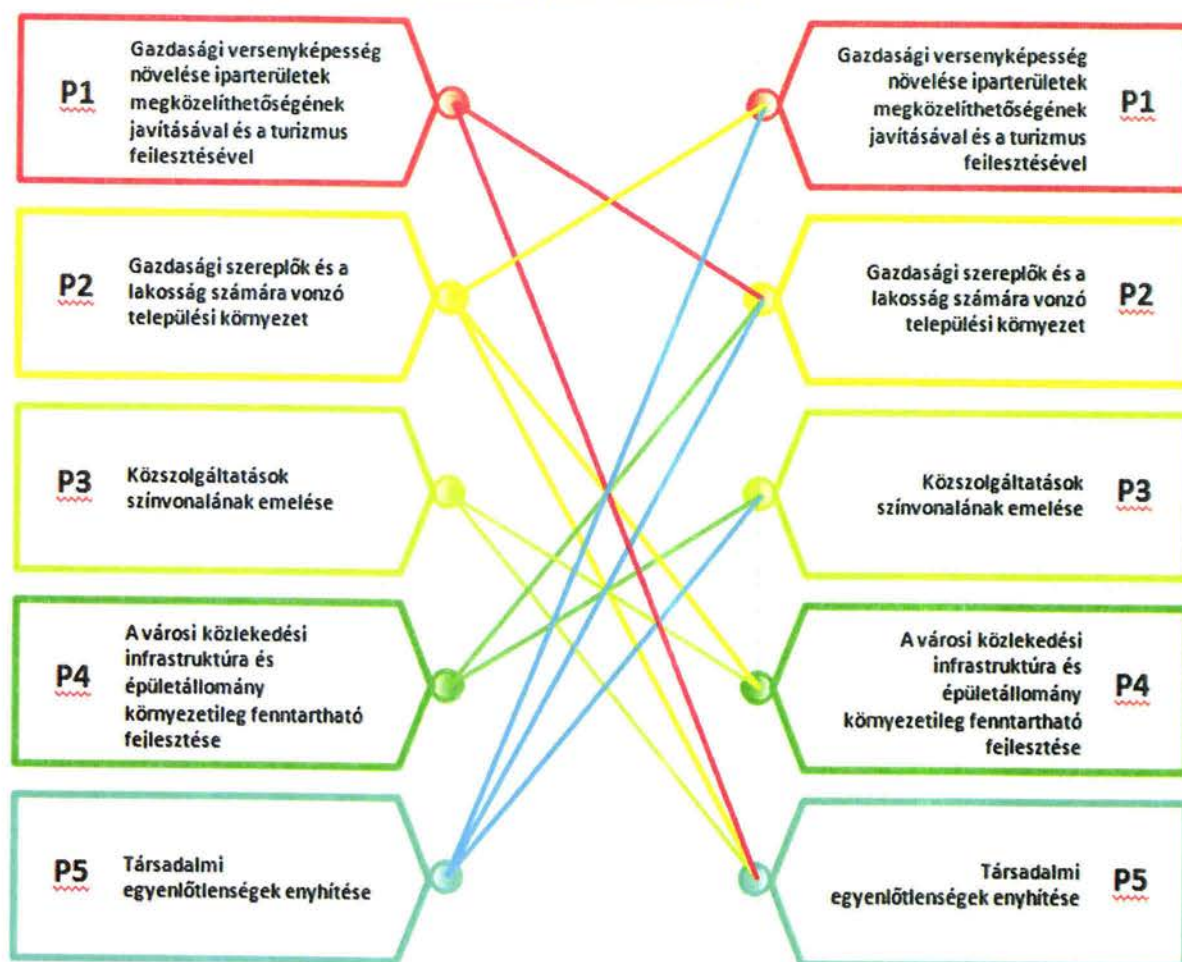 P1
Gazdasági versenyképesség
növelése iparterületek
megközelíthetőségének
javításával és a turizmus
feilesztésével
P2
Gazdasági szereplők és a
lakosság számára vonzó
települési környezet
P3
Közszolgáltatások
színvonalának emelése
P4
A városi közlekedési
infrastruktúra és
épületállomány
környezetileg fenntartható
fejlesztése
P5
Társadalmi
egyenlőtlenségek enyhítése
Gazdasági versenyképesség
növelése iparterületek
megközelíthetőségének
javításával és a turizmus
feilesztésével
P1
Gazdasági szereplők és a
lakosság számára vonzó
települési környezet
P2
Közszolgáltatások
színvonalának emelése
P3
A városi közlekedési
infrastruktúra és
épületállomány
környezetileg fenntartható
fejlesztése
P4
Társadalmi
egyenlőtlenségek enyhítése
P5